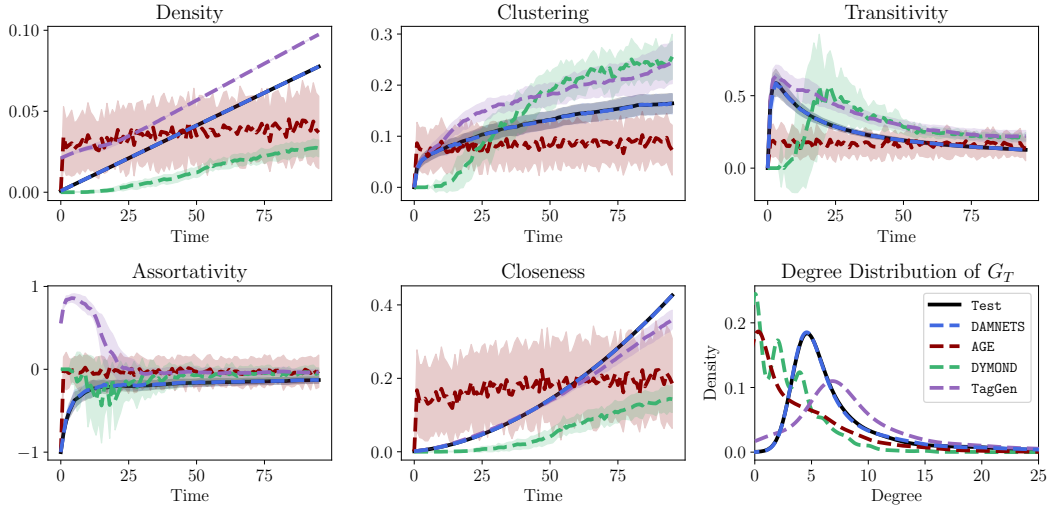 Density
0.10
0.05
0.00
0 25 50 75
Time
Clustering
0.3
0.2
0.1
0.0
0 25 50 75
Time
Transitivity
0.5
0.0
0 25 50 75
Time
Assortativity
1
0
−1
0 25 50 75
Time
Closeness
0.4
0.2
0.0
0 25 50 75
Time
Degree Distribution of G_T
Density
0.2
0.1
0.0
0 5 10 15 20 25
Degree
Test
DAMNETS
AGE
DYMOND
TagGen